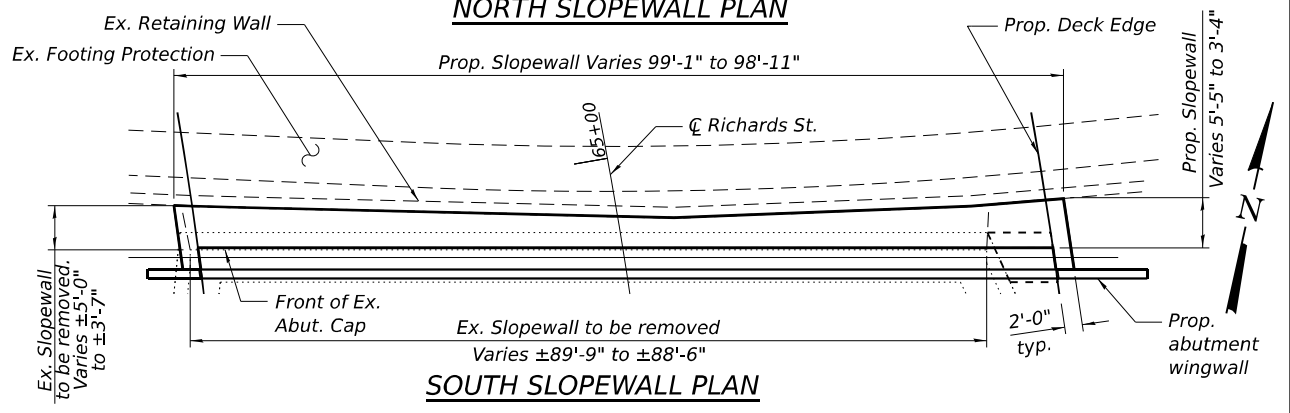 NORTH SLOPEWALL PLAN
Ex. Retaining Wall
Ex. Footing Protection
Prop. Slopewall Varies 99'-1" to 98'-11"
Prop. Deck Edge
Prop. Slopewall
Varies 5'-5" to 3'-4"
65+00
℄ Richards St.
N
Ex. Slopewall
to be removed.
Varies ±5'-0"
to ±3'-7"
Front of Ex.
Abut. Cap
Ex. Slopewall to be removed
Varies ±89'-9" to ±88'-6"
2'-0"
typ.
Prop.
abutment
wingwall
SOUTH SLOPEWALL PLAN